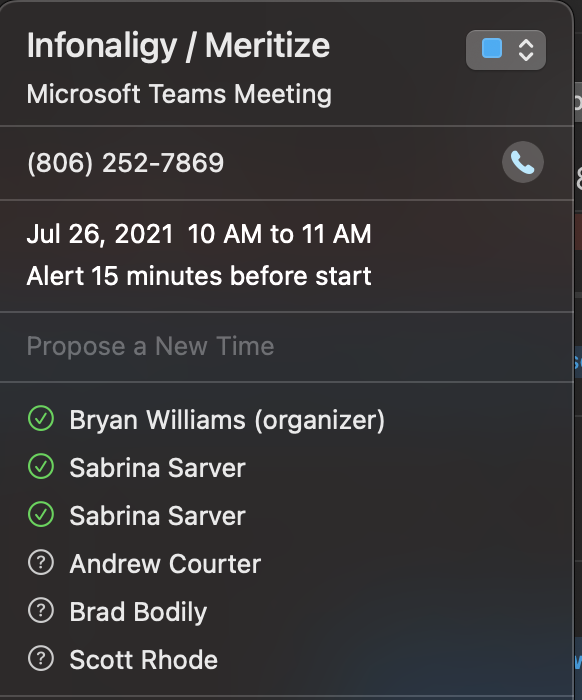 Infonaligy / Meritize
Microsoft Teams Meeting
(806) 252-7869
Jul 26, 2021 10 AM to 11 AM
Alert 15 minutes before start
Propose a New Time
Bryan Williams (organizer)
Sabrina Sarver
Sabrina Sarver
? Andrew Courter
? Brad Bodily
? Scott Rhode